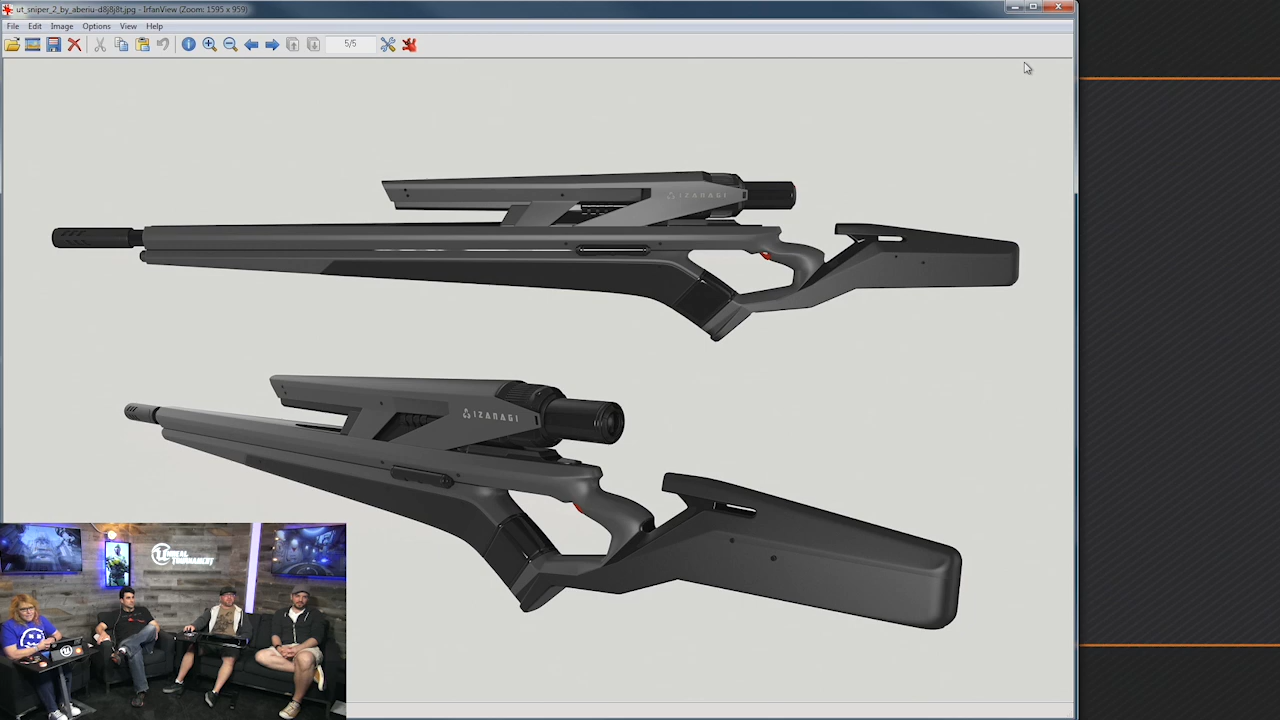 ut_sniper_2_by_aberiu-d8j8j8t.jpg - IrfanView (Zoom: 1595 x 959)
File Edit Image Options View Help
5/5
IZANAGI
IZANAGI
UNREAL
TOURNAMENT